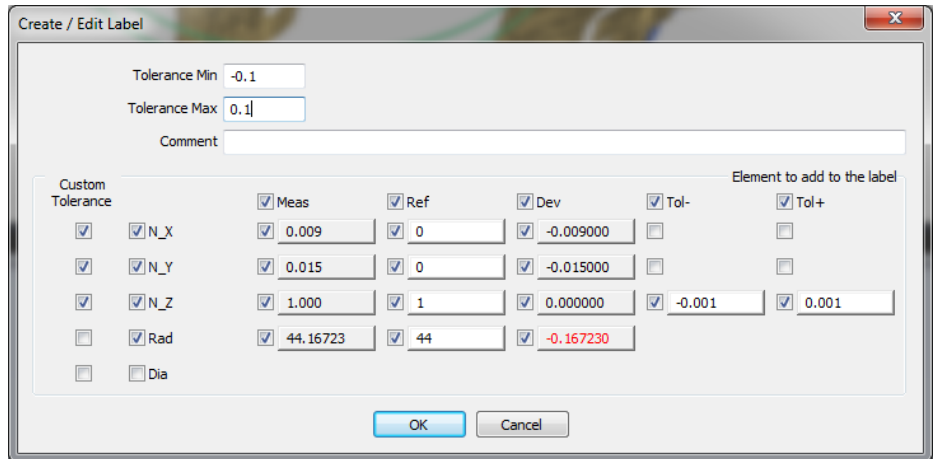 Create / Edit Label
Tolerance Min -0.1
Tolerance Max 0.1
Comment
Element to add to the label
Custom Tolerance
Meas Ref Dev Tol- Tol+
N_X 0.009 0 -0.009000
N_Y 0.015 0 -0.015000
N_Z 1.000 1 0.000000 -0.001 0.001
Rad 44.16723 44 -0.167230
Dia
OK Cancel